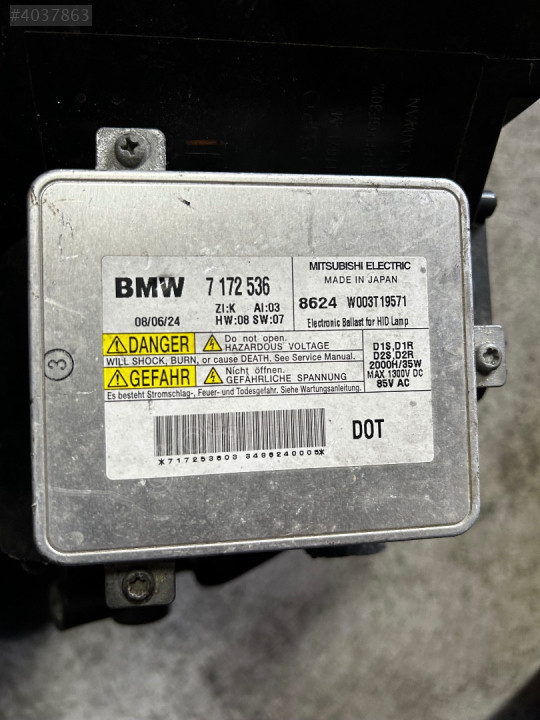 #4037863
TAIWAN
BMW 7 172 536
08/06/24
ZI:K AI:03
HW:08 SW:07
MITSUBISHI ELECTRIC
MADE IN JAPAN
8624 W003T19571
Electronic Ballast for HID Lamp
DANGER
Do not open.
HAZARDOUS VOLTAGE
WILL SHOCK, BURN, or cause DEATH. See Service Manual.
GEFAHR
Nicht öffnen.
GEFÄHRLICHE SPANNUNG
Es besteht Stromschlag-, Feuer- und Todesgefahr. Siehe Wartungsanleitung.
D1S,D1R
D2S,D2R
2000H/35W
MAX 1300V DC
85V AC
*717253603 3486240005*
DOT
3